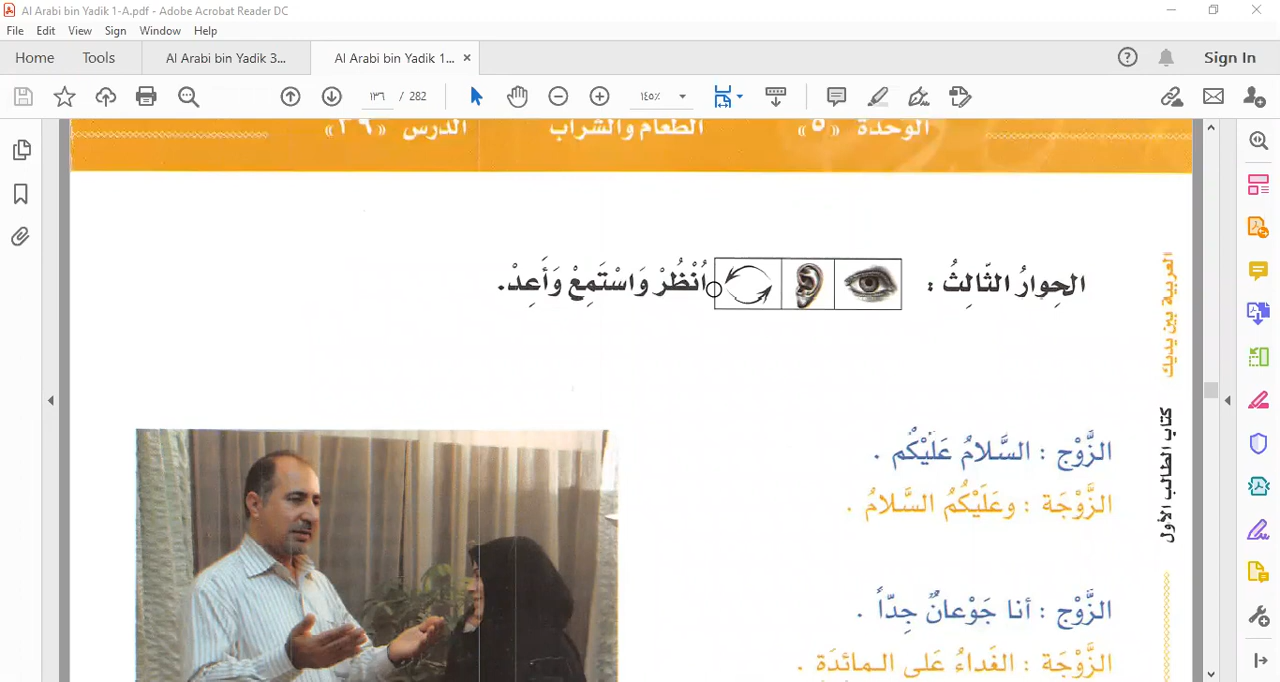 Al Arabi bin Yadik 1-A.pdf - Adobe Acrobat Reader DC
File Edit View Sign Window Help
Home Tools Al Arabi bin Yadik 3... Al Arabi bin Yadik 1... Sign In
١٣٦ / 282 ١٤٥٪
الوحدة «٥» الطعام والشراب الدرس «٣٩»
الحِوارُ الثّالِثُ : اُنْظُرْ وَاسْتَمِعْ وَأَعِدْ.
العربية بين يديك
كتاب الطالب الأول
الزَّوْج : السَّلامُ عَلَيْكُم .
الزَّوْجَة : وعَلَيْكُمُ السَّلامُ .
الزَّوْج : أنا جَوْعانٌ جِدّاً .
الزَّوْجَة : الغَداءُ عَلى المائِدَةِ .